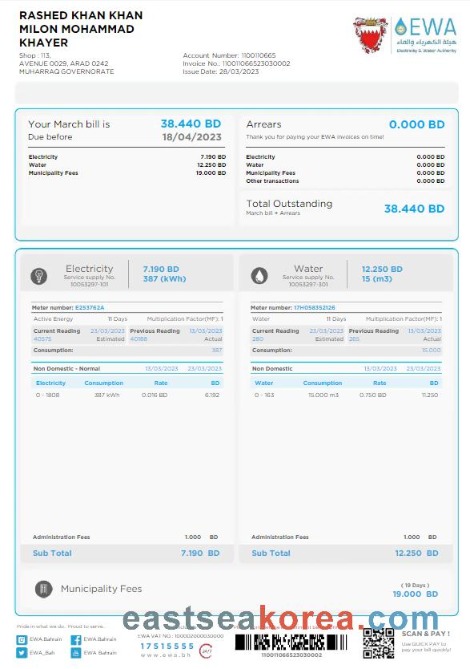 RASHED KHAN KHAN
MILON MOHAMMAD
KHAYER
Shop : 113,
AVENUE 0029, ARAD 0242
MUHARRAQ GOVERNORATE
Account Number: 1100110665
Invoice No.: 110011066523030002
Issue Date: 28/03/2023
EWA
هيئة الكهرباء والماء
Electricity & Water Authority
Your March bill is 38.440 BD
Due before 18/04/2023
Electricity 7.190 BD
Water 12.250 BD
Municipality Fees 19.000 BD
Arrears 0.000 BD
Thank you for paying your EWA invoices on time!
Electricity 0.000 BD
Water 0.000 BD
Municipality Fees 0.000 BD
Other transactions 0.000 BD
Total Outstanding 38.440 BD
March bill + Arrears
Electricity 7.190 BD
Service supply No. 387 (kWh)
10053297-101
Meter number: E253762A
Active Energy 11 Days Multiplication Factor(MF): 1
Current Reading 23/03/2023 Previous Reading 13/03/2023
Estimated Actual
Consumption: 387
Non Domestic - Normal 13/03/2023 23/03/2023
Electricity Consumption Rate BD
387 kWh 0.016 BD 6.192
Administration Fees 1.000 BD
Sub Total 7.190 BD
Water 12.250 BD
Service supply No. 15 (m3)
10053297-301
Meter number:
Water 11 Days Multiplication Factor(MF): 1
Current Reading 23/03/2023 Previous Reading 13/03/2023
280 Estimated 265 Actual
Consumption: 15.000
Non Domestic 13/03/2023 23/03/2023
Water Consumption Rate BD
15.000 m3 0.750 BD 11.250
Administration Fees 1.000 BD
Sub Total 12.250 BD
Municipality Fees
( 19 Days )
19.000 BD
eastseakorea.com
EWA.Bahrain
EWA.Bahrain
EWA_Bah
EWA.Bahrain
17515555
www.ewa.bh
24/7
SCAN & PAY !
Use QUICK PAY to
pay your bill quickly!